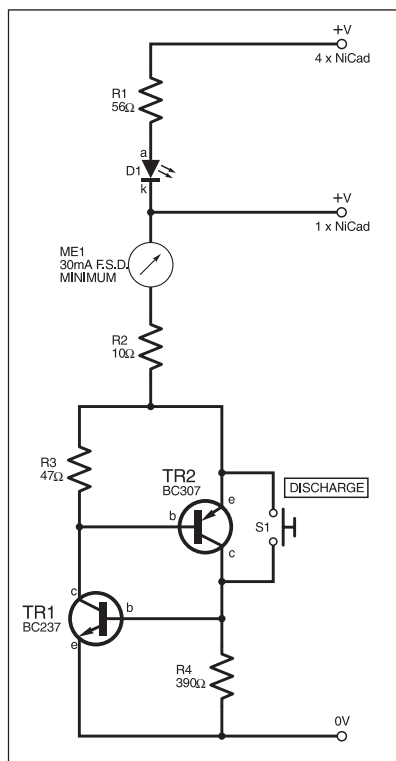 +V
4 x NiCad
R1
56Ω
a
D1
k
+V
1 x NiCad
ME1
30mA F.S.D.
MINIMUM
R2
10Ω
R3
47Ω
TR2
BC307
e
b
c
DISCHARGE
S1
c
TR1
BC237
b
e
R4
390Ω
0V